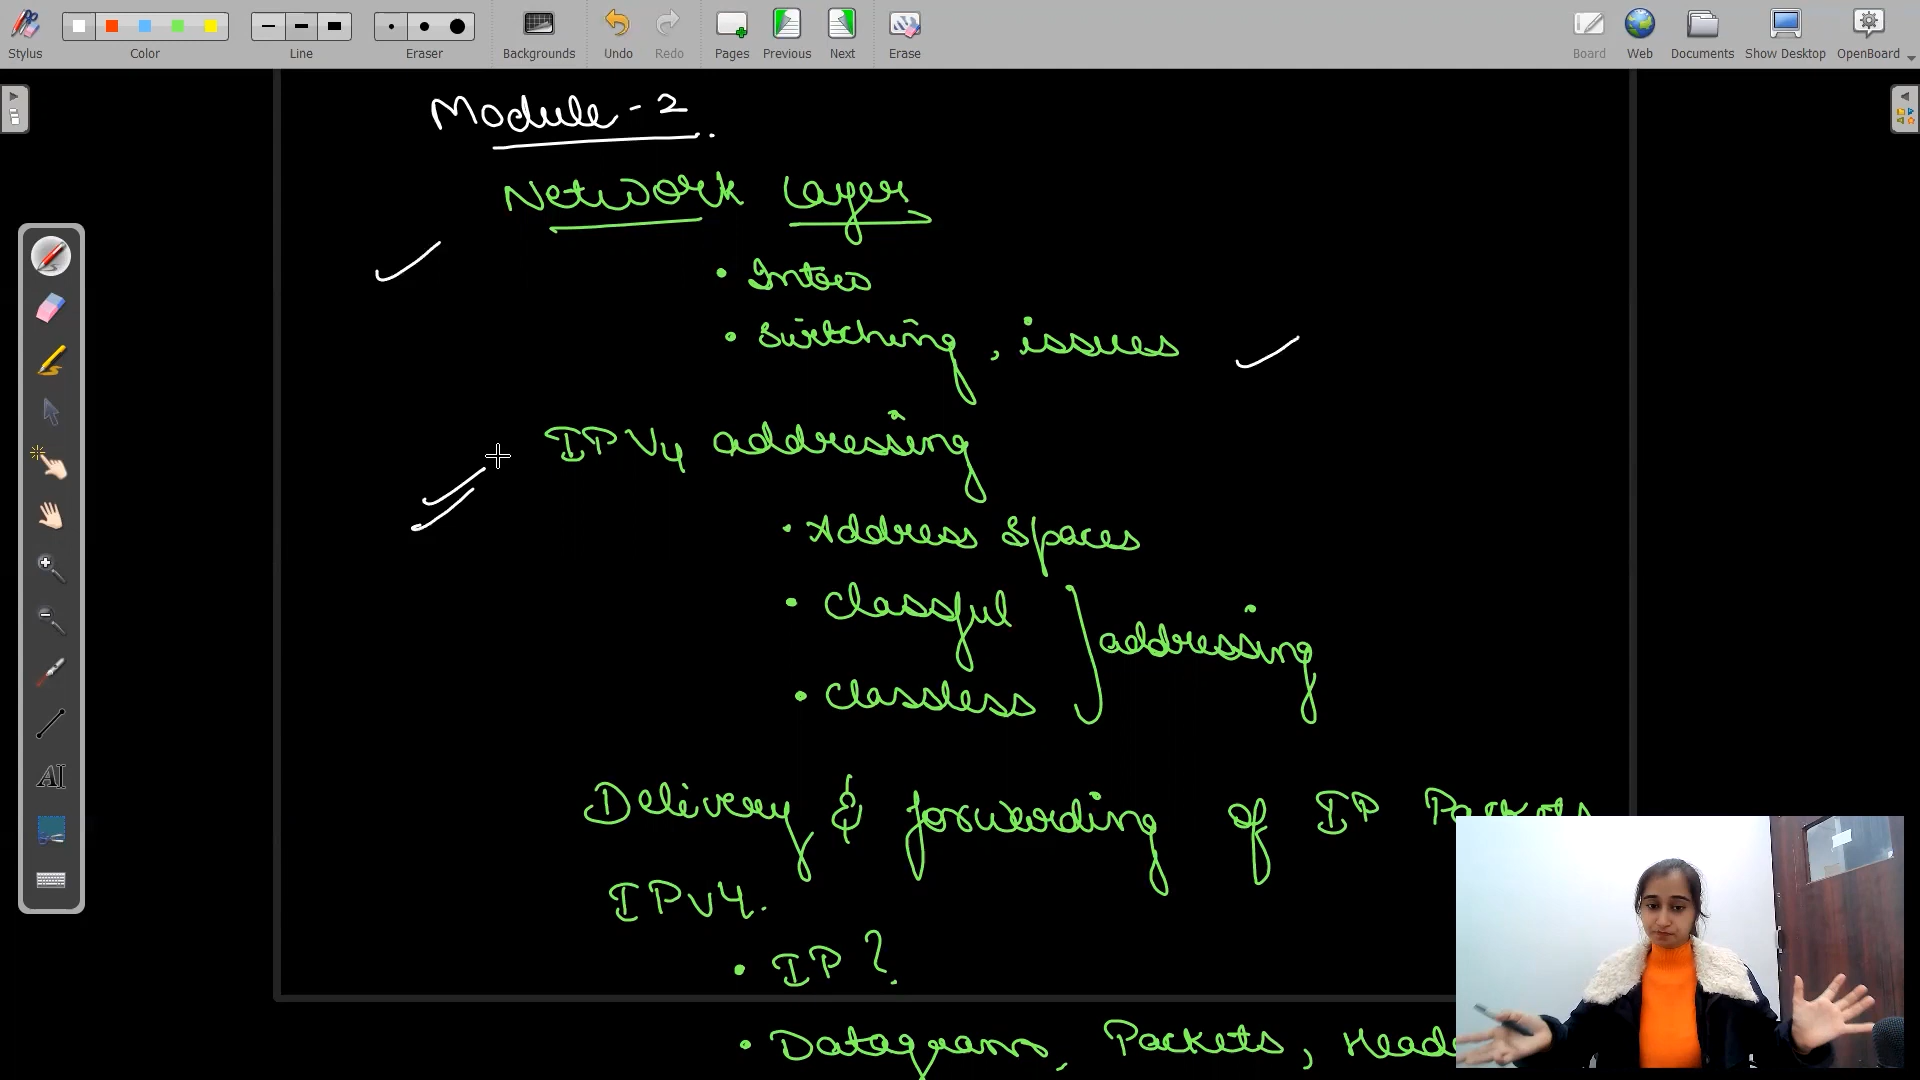 Stylus Color Line Eraser Backgrounds Undo Redo Pages Previous Next Erase Board Web Documents Show Desktop OpenBoard
Module - 2
Network Layer
• Intro
• Switching, issues
IPv4 addressing
• Address Spaces
• Classful
addressing
• Classless
Delivery & forwarding of IP Packets
IPv4.
• IP ?
• Datagrams, Packets,